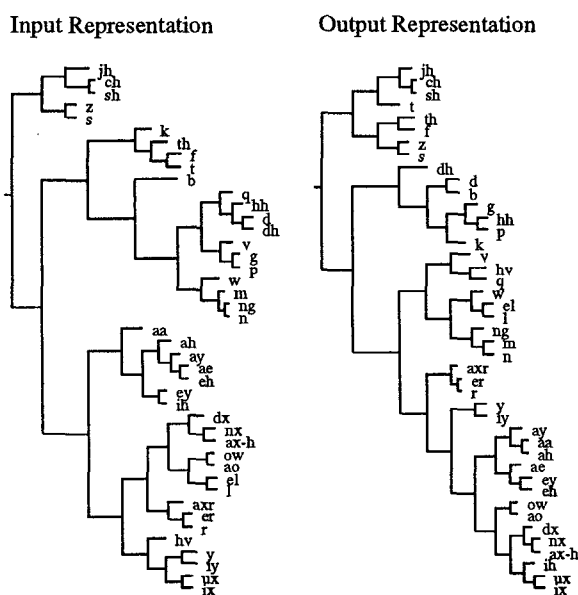 Input Representation
jh
ch
sh
z
s
k
th
f
t
b
q
hh
d
dh
v
g
p
w
m
ng
n
aa
ah
ay
ae
eh
ey
ih
dx
nx
ax-h
ow
ao
el
l
axr
er
r
hv
y
iy
ux
ix
Output Representation
jh
ch
sh
t
th
f
z
s
dh
d
b
g
hh
p
k
v
hv
q
w
el
l
ng
m
n
axr
er
r
y
iy
ay
aa
ah
ae
ey
eh
ow
ao
dx
nx
ax-h
ih
ux
ix